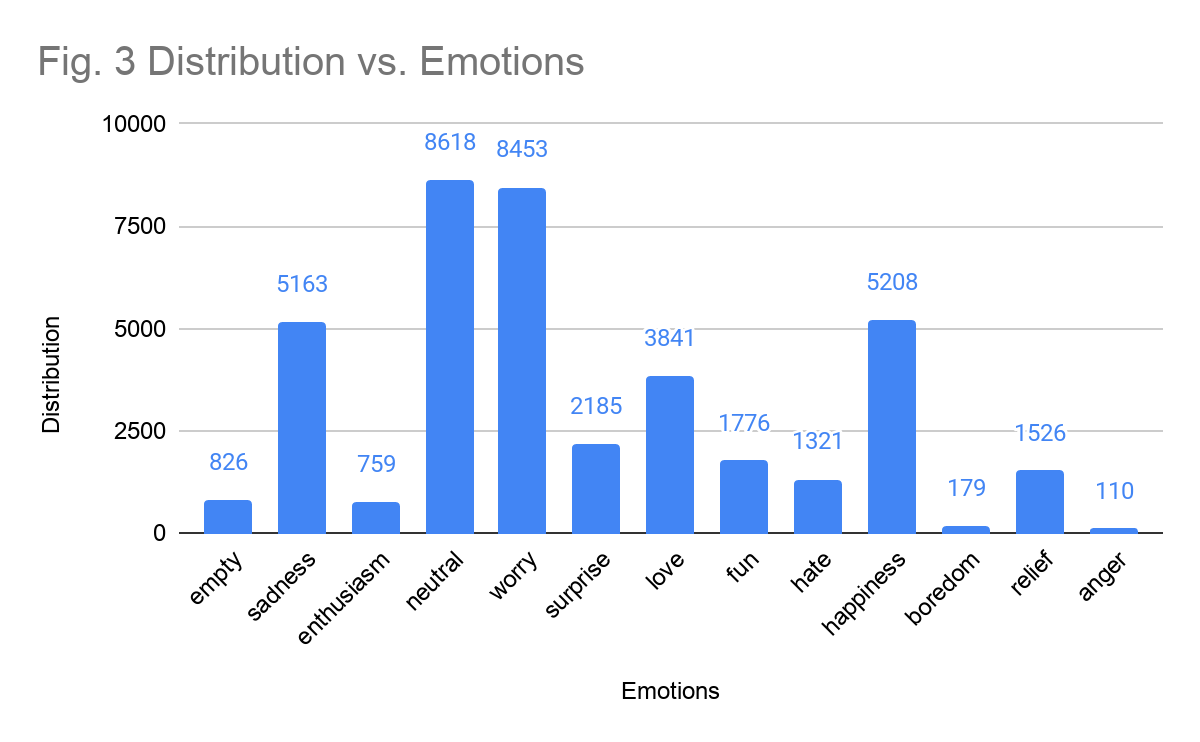 Fig. 3 Distribution vs. Emotions
10000
7500
5000
2500
0
Distribution
826
5163
759
8618
8453
2185
3841
1776
1321
5208
179
1526
110
empty
sadness
enthusiasm
neutral
worry
surprise
love
fun
hate
happiness
boredom
relief
anger
Emotions